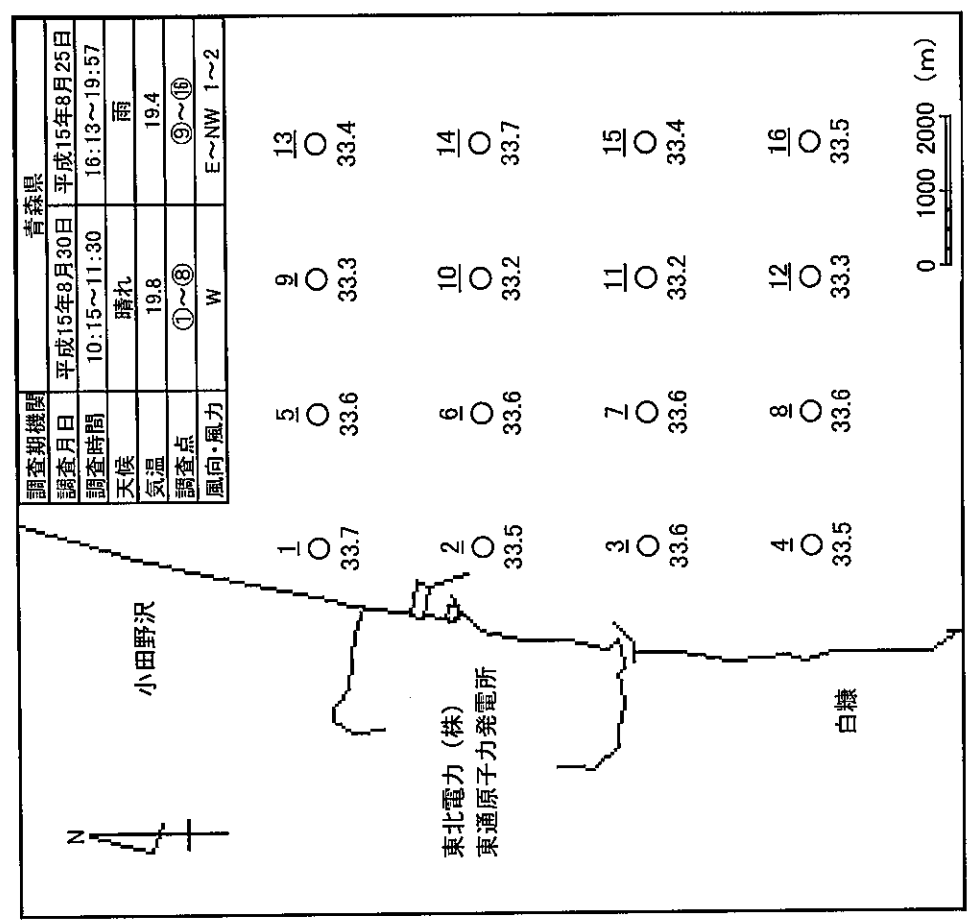 調査期機関 青森県
調査月日 平成15年8月30日 平成15年8月25日
調査時間 10:15～11:30 16:13～19:57
天候 晴れ 雨
気温 19.8 19.4
調査点 ①～⑧ ⑨～⑯
風向・風力 W E～NW 1～2
N
小田野沢
東北電力（株）
東通原子力発電所
白糠
1 5 9 13
33.7 33.6 33.3 33.4
2 6 10 14
33.5 33.6 33.2 33.7
3 7 11 15
33.6 33.6 33.2 33.4
4 8 12 16
33.5 33.6 33.3 33.5
0 1000 2000 (m)